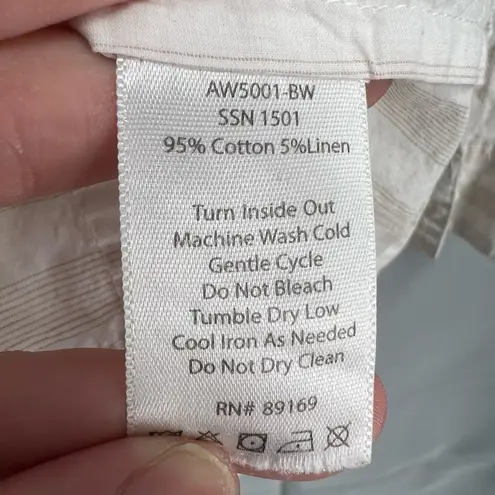 AW5001-BW
SSN 1501
95% Cotton 5%Linen
Turn Inside Out
Machine Wash Cold
Gentle Cycle
Do Not Bleach
Tumble Dry Low
Cool Iron As Needed
Do Not Dry Clean
RN# 89169